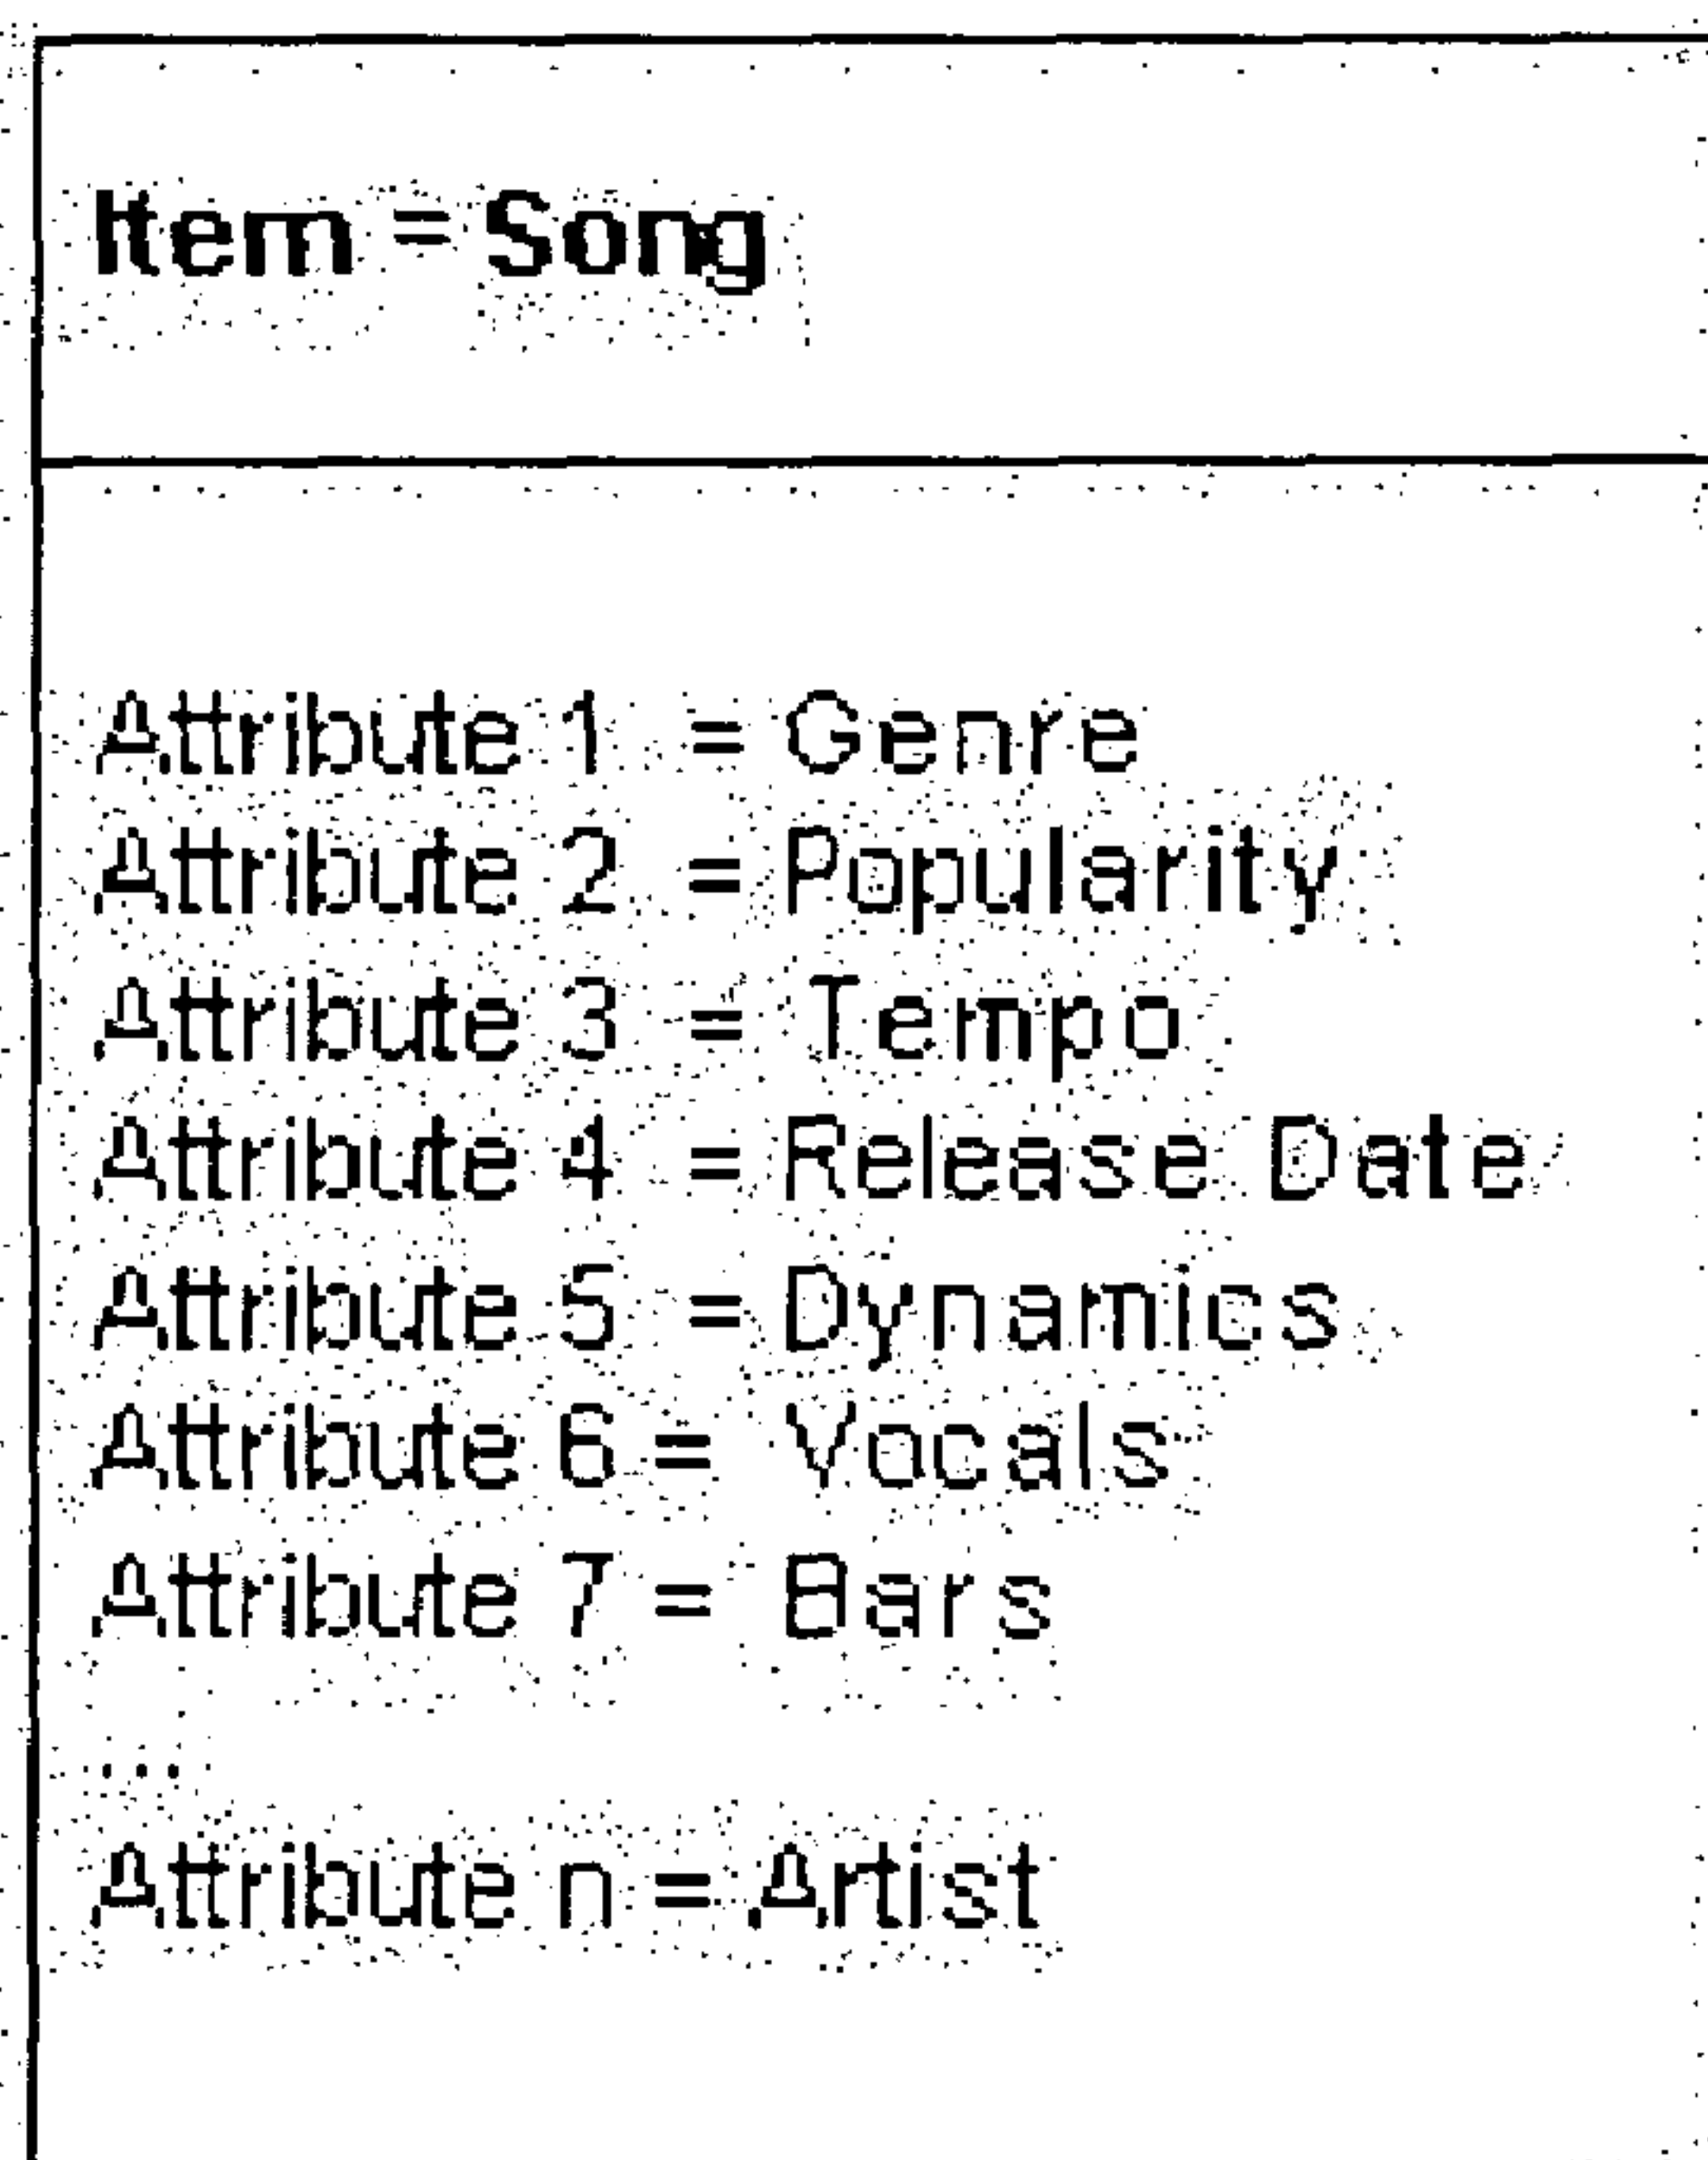 Item = Song
Attribute 1 = Genre
Attribute 2 = Popularity
Attribute 3 = Tempo
Attribute 4 = Release Date
Attribute 5 = Dynamics
Attribute 6 = Vocals
Attribute 7 = Bars
...
Attribute n = Artist